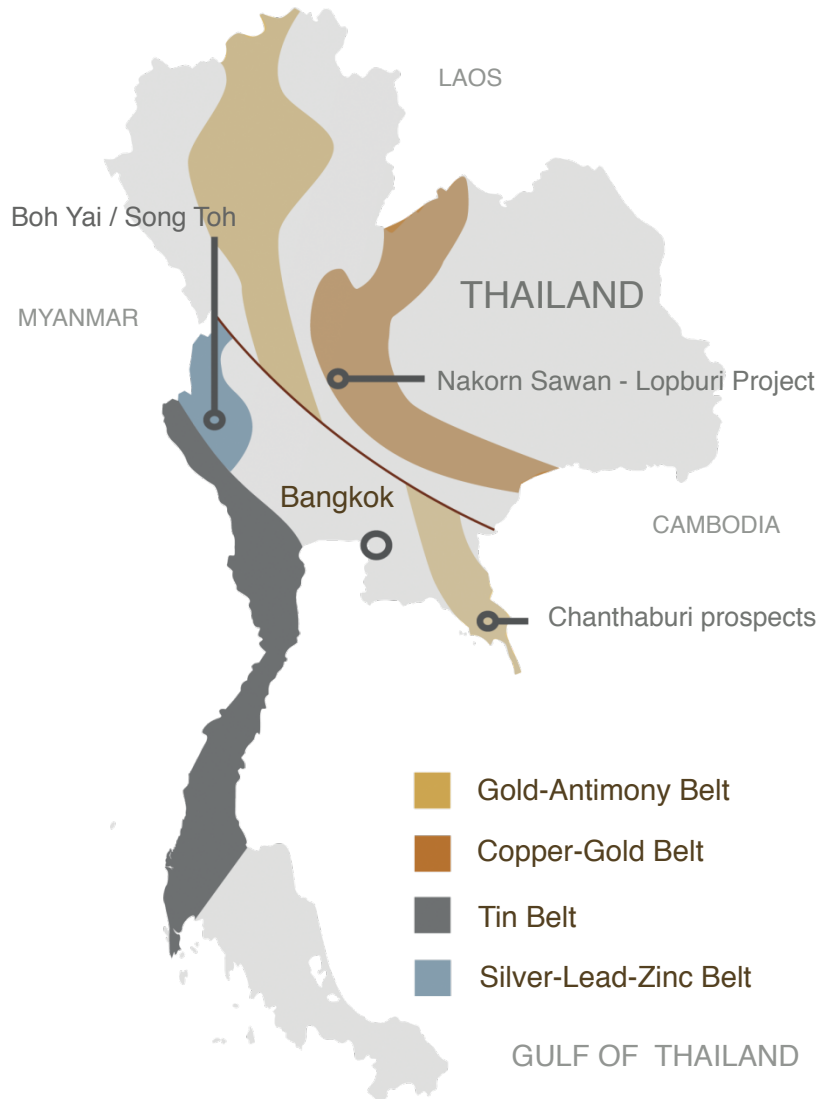 LAOS
Boh Yai / Song Toh
THAILAND
MYANMAR
Nakorn Sawan - Lopburi Project
Bangkok
CAMBODIA
Chanthaburi prospects
Gold-Antimony Belt
Copper-Gold Belt
Tin Belt
Silver-Lead-Zinc Belt
GULF OF THAILAND